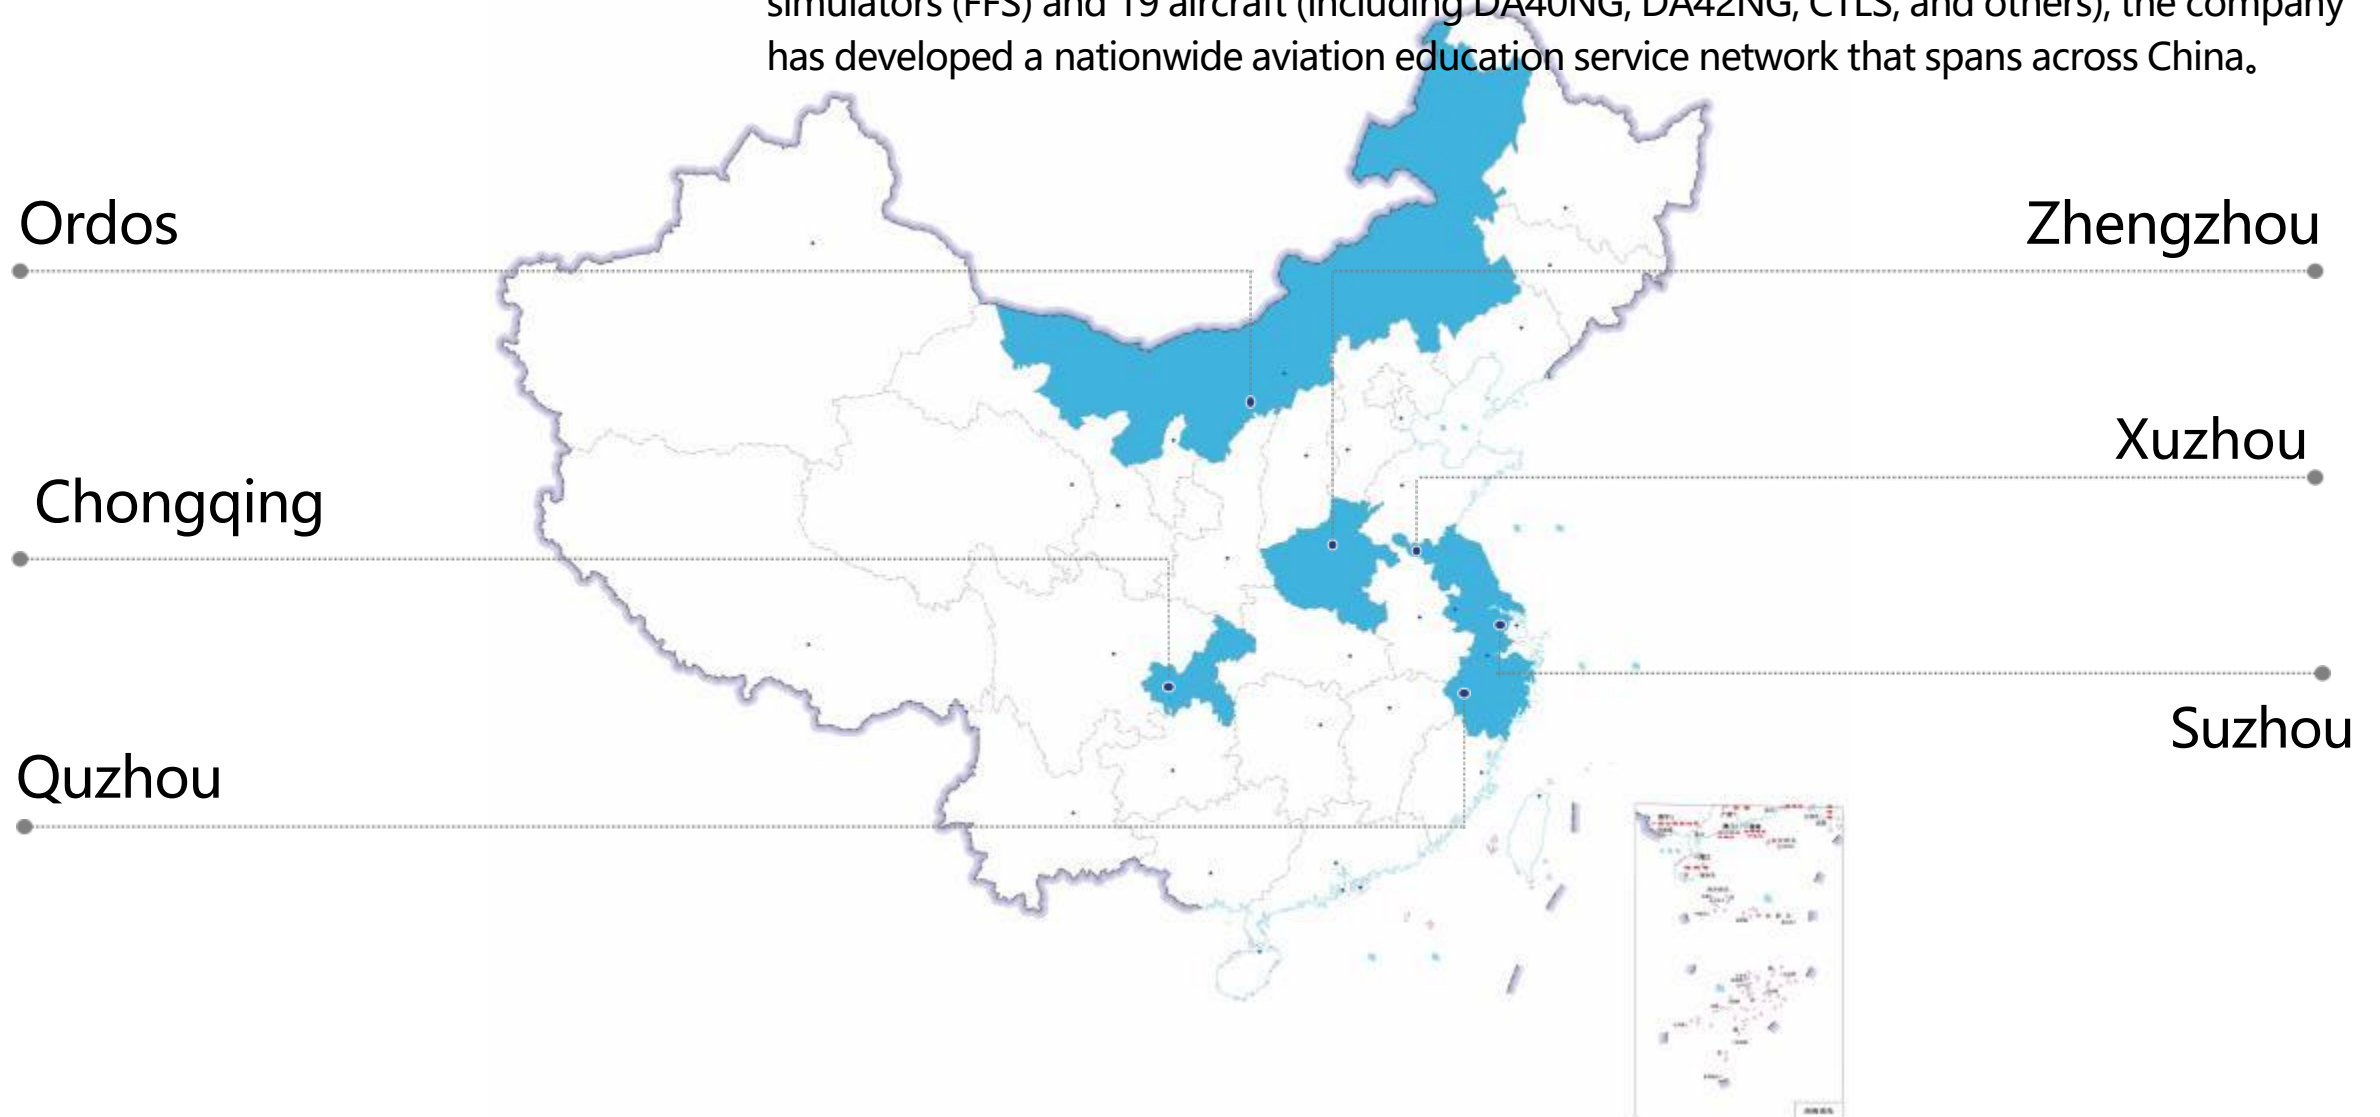 simulators (FFS) and 19 aircraft (including DA40NG, DA42NG, CTLS, and others), the company
has developed a nationwide aviation education service network that spans across China。
Ordos
Zhengzhou
Xuzhou
Chongqing
Suzhou
Quzhou